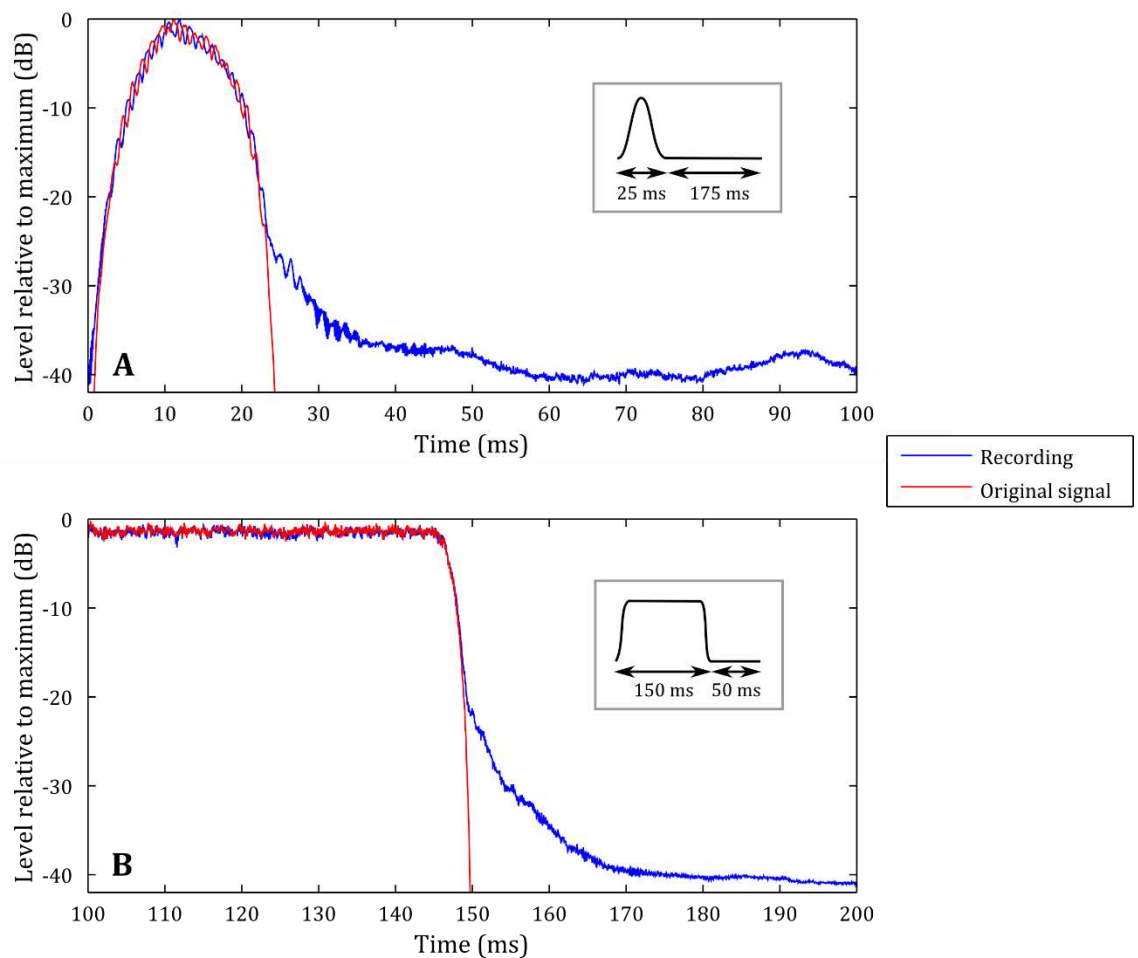 0
-10
-20
-30
-40
Level relative to maximum (dB)
A
25 ms 175 ms
0 10 20 30 40 50 60 70 80 90 100
Time (ms)
Recording
Original signal
0
-10
-20
-30
-40
Level relative to maximum (dB)
B
150 ms 50 ms
100 110 120 130 140 150 160 170 180 190 200
Time (ms)